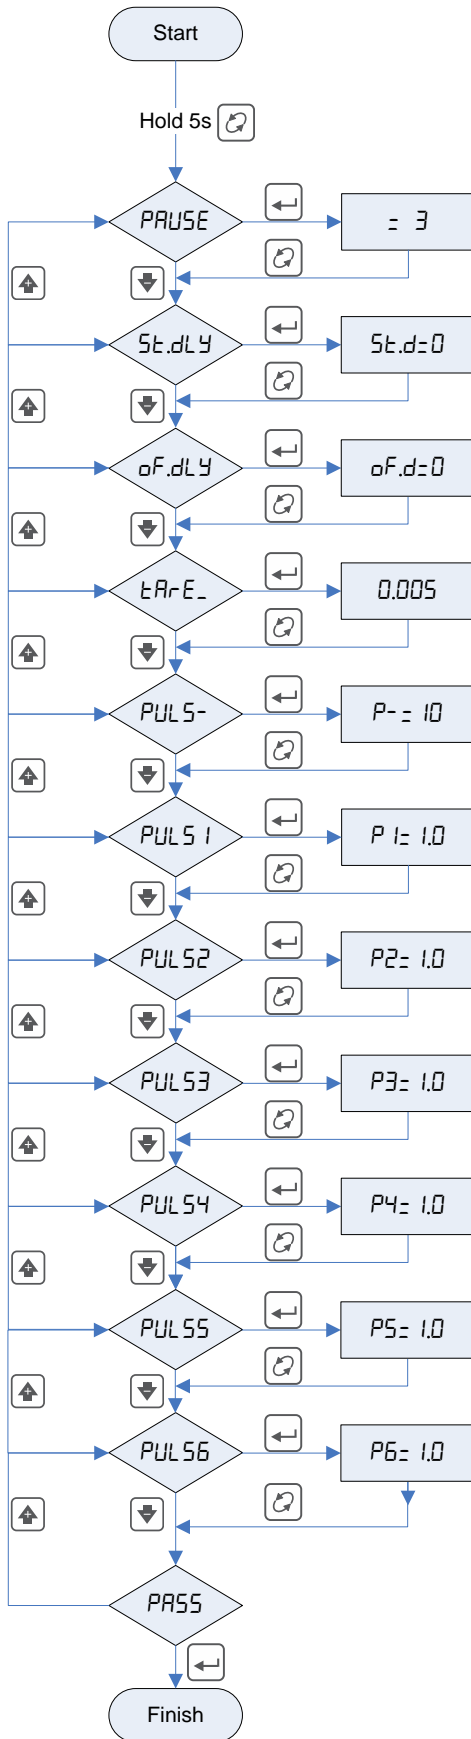 Start
Hold 5s
PAUSE
= 3
St.dLY
St.d=0
oF.dLY
oF.d=0
tArE_
0.005
PULS-
P-= 10
PULS1
P1= 1.0
PULS2
P2= 1.0
PULS3
P3= 1.0
PULS4
P4= 1.0
PULS5
P5= 1.0
PULS6
P6= 1.0
PASS
Finish